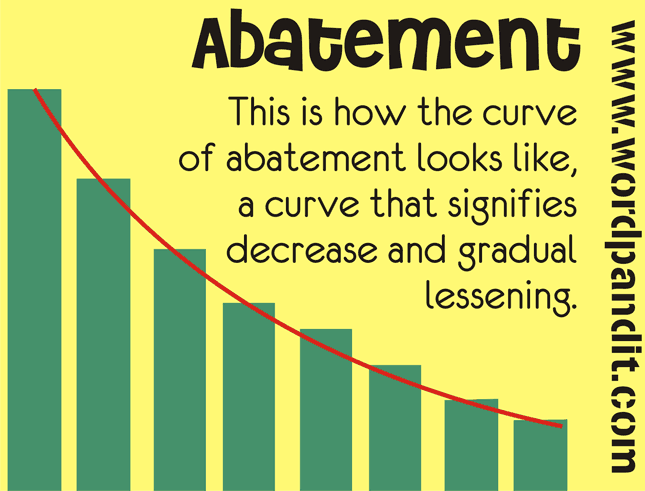 Abatement
This is how the curve
of abatement looks like,
a curve that signifies
decrease and gradual
lessening.
www.wordpandit.com